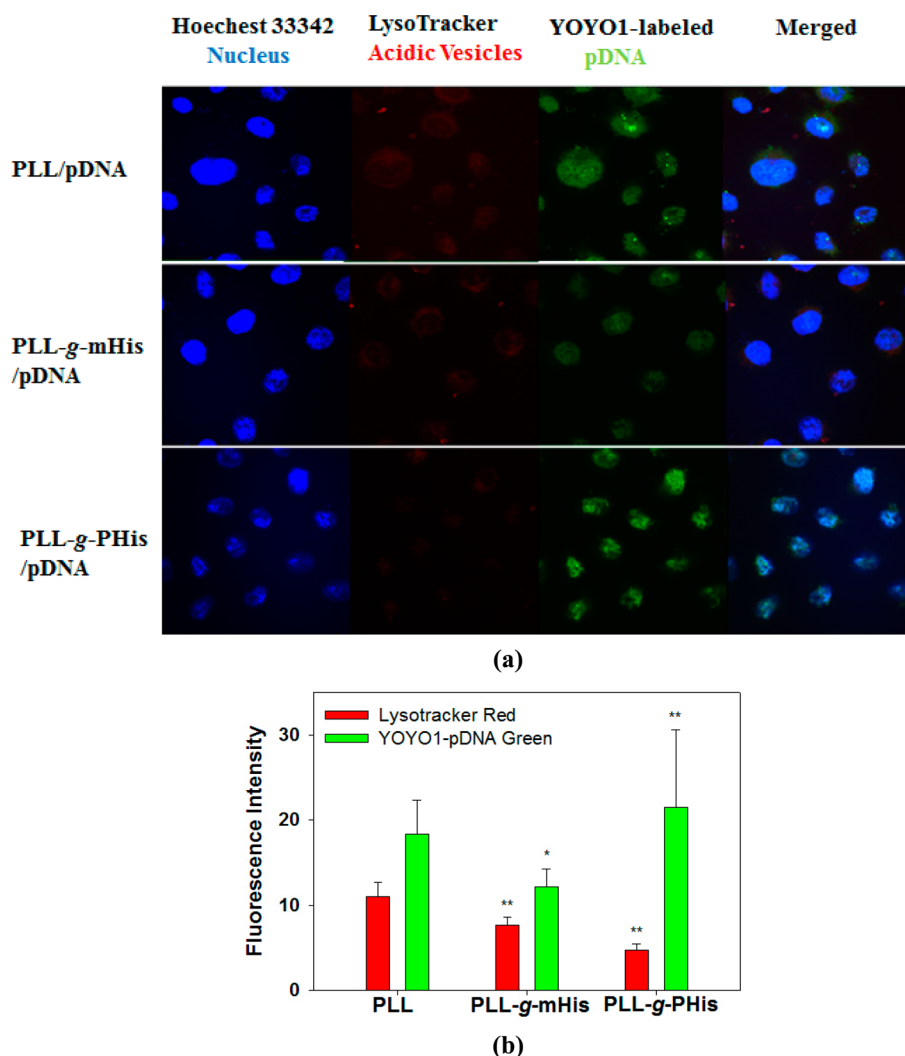 Hoechest 33342 LysoTracker YOYO1-labeled Merged
Nucleus Acidic Vesicles pDNA
PLL/pDNA
PLL-g-mHis
/pDNA
PLL-g-PHis
/pDNA
(a)
Lysotracker Red
YOYO1-pDNA Green
Fluorescence Intensity
30
20
10
0
**
*
**
**
PLL PLL-g-mHis PLL-g-PHis
(b)